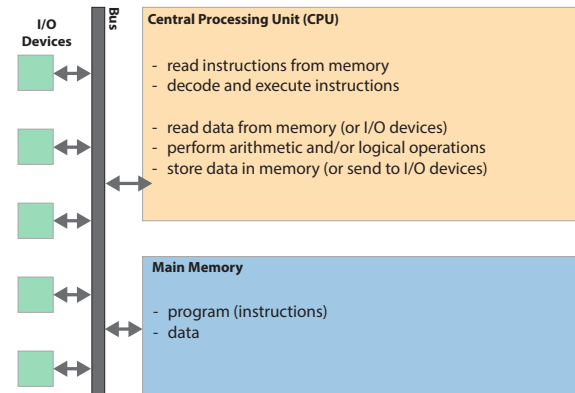 I/O
Devices
Bus
Central Processing Unit (CPU)
- read instructions from memory
- decode and execute instructions
- read data from memory (or I/O devices)
- perform arithmetic and/or logical operations
- store data in memory (or send to I/O devices)
Main Memory
- program (instructions)
- data